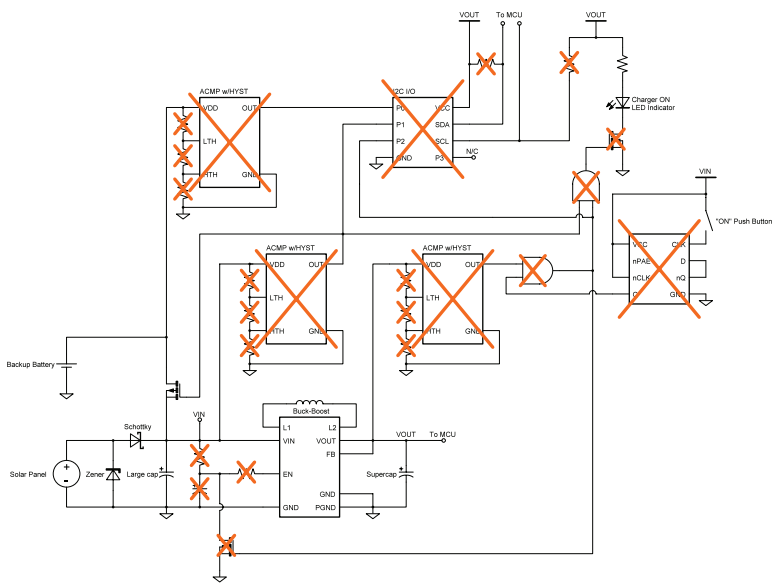 VOUT
To MCU
VOUT
ACMP w/HYST
VDD
OUT
LTH
HTH
GND
I2C I/O
P0
VCC
P1
SDA
P2
SCL
GND
P3
N/C
Charger ON
LED Indicator
VIN
"ON" Push Button
VCC
CLK
nPAE
D
nCLK
nQ
GND
ACMP w/HYST
VDD
OUT
LTH
HTH
GND
ACMP w/HYST
VDD
OUT
LTH
HTH
GND
Backup Battery
Buck-Boost
L1
L2
VIN
VOUT
FB
EN
GND
GND
PGND
VOUT
To MCU
Schottky
VIN
Solar Panel
Zener
Large cap
Supercap